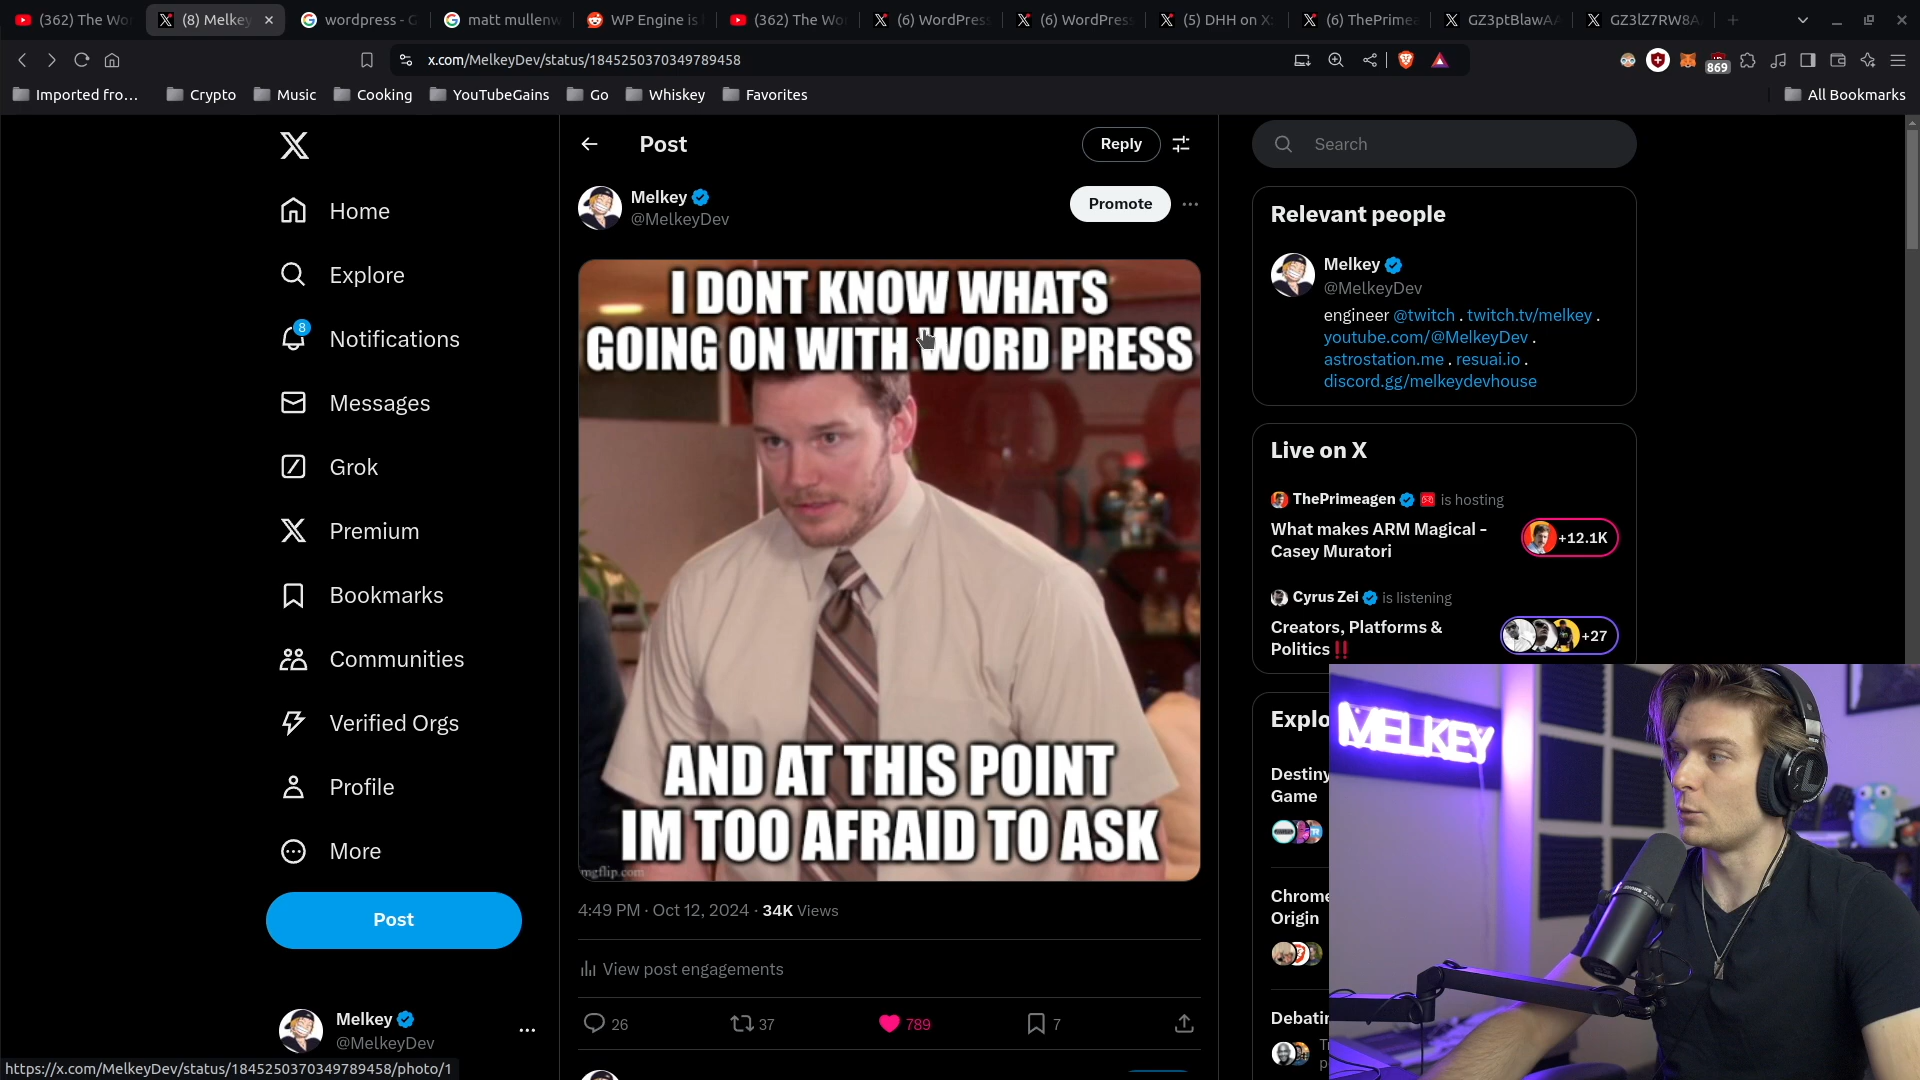 (362) The Wo
(8) Melkey
wordpress - G
matt mullenw
WP Engine is
(362) The Wo
(6) WordPress
(6) WordPress
(5) DHH on X
(6) ThePrimea
GZ3ptBlawAA
GZ3lZ7RW8A
x.com/MelkeyDev/status/1845250370349789458
869
Imported fro...
Crypto
Music
Cooking
YouTubeGains
Go
Whiskey
Favorites
All Bookmarks
Home
Explore
8
Notifications
Messages
Grok
Premium
Bookmarks
Communities
Verified Orgs
Profile
More
Post
Melkey
@MelkeyDev
Post
Reply
Melkey
@MelkeyDev
Promote
I DONT KNOW WHATS
GOING ON WITH WORD PRESS
AND AT THIS POINT
IM TOO AFRAID TO ASK
mgflip.com
4:49 PM · Oct 12, 2024 · 34K Views
View post engagements
26
37
789
7
Search
Relevant people
Melkey
@MelkeyDev
engineer @twitch . twitch.tv/melkey .
youtube.com/@MelkeyDev .
astrostation.me . resuai.io .
discord.gg/melkeydevhouse
Live on X
ThePrimeagen is hosting
What makes ARM Magical -
Casey Muratori
+12.1K
Cyrus Zei is listening
Creators, Platforms &
Politics‼️
+27
Explo
Destiny
Game
Chrome
Origin
Debatin
MELKEY
https://x.com/MelkeyDev/status/1845250370349789458/photo/1